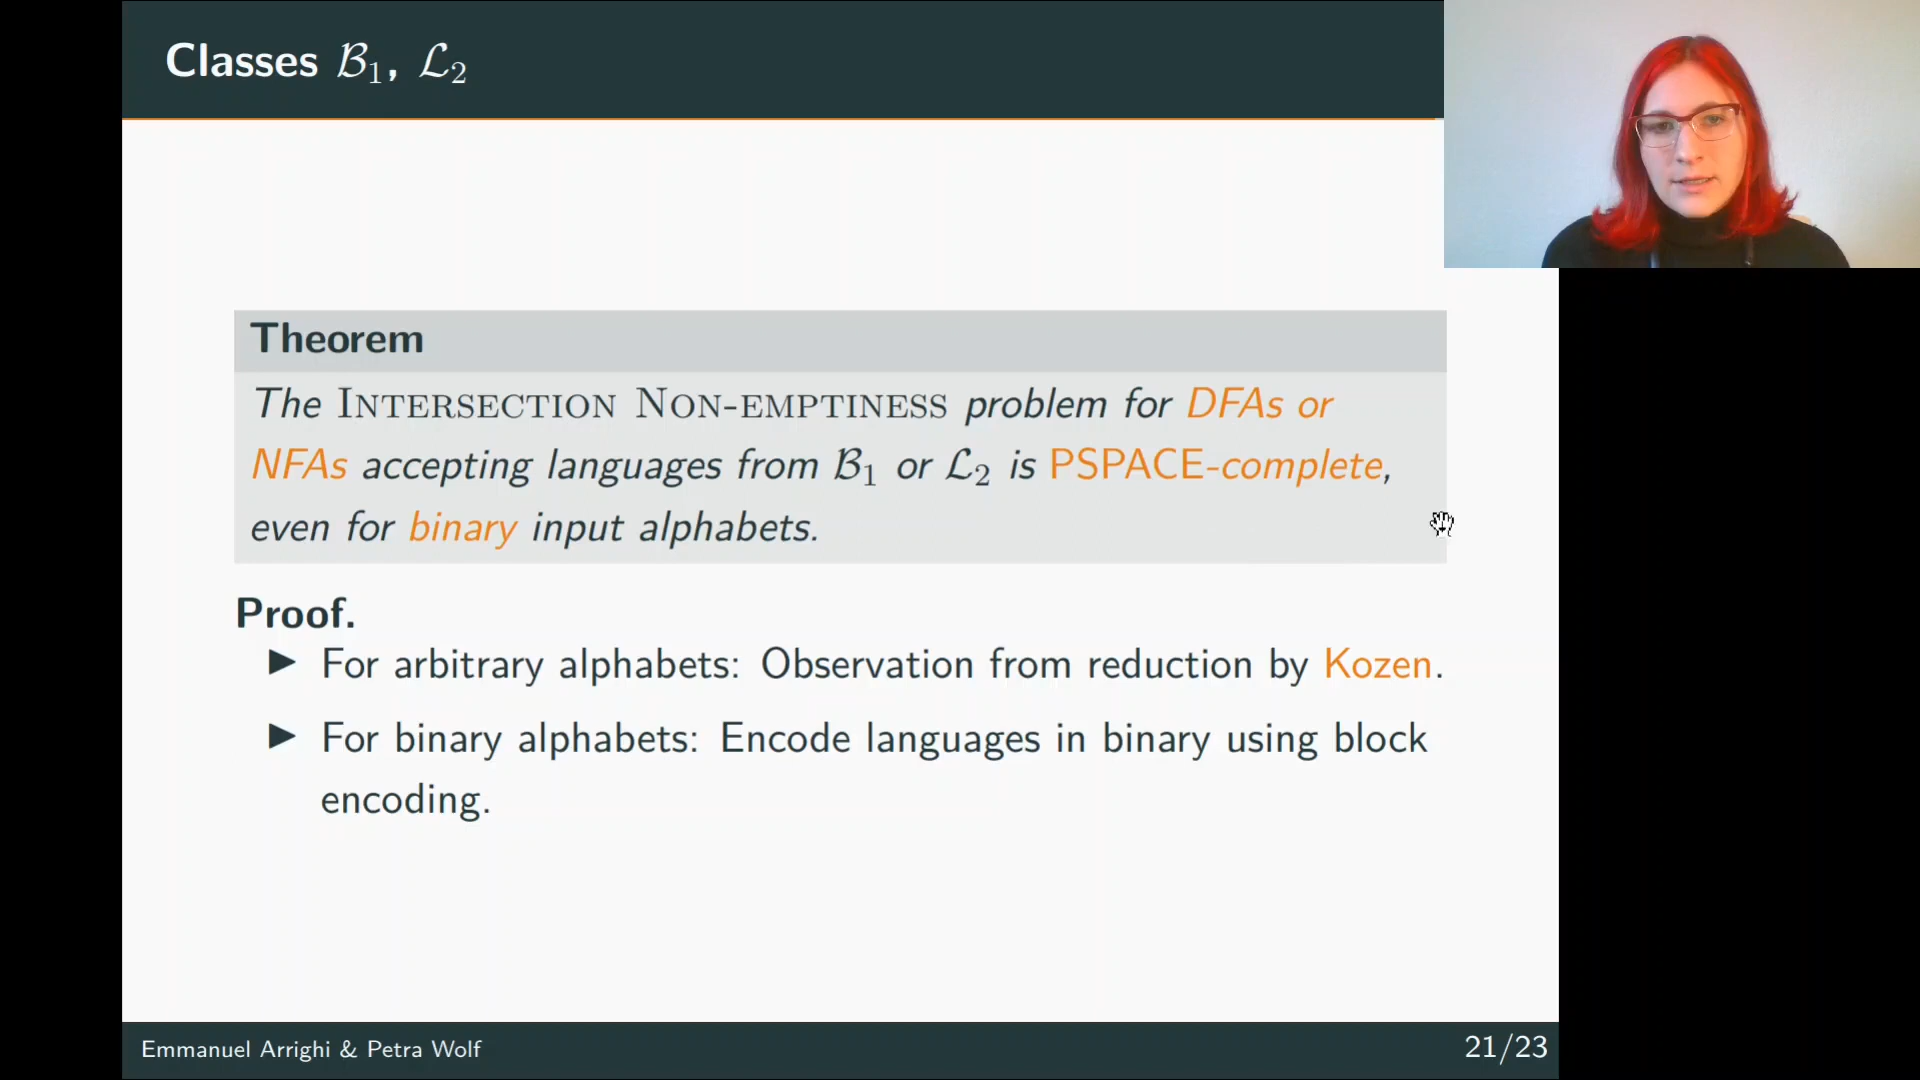 Classes ℬ₁, ℒ₂
Theorem
The Intersection Non-emptiness problem for DFAs or
NFAs accepting languages from ℬ₁ or ℒ₂ is PSPACE-complete,
even for binary input alphabets.
Proof.
▶ For arbitrary alphabets: Observation from reduction by Kozen.
▶ For binary alphabets: Encode languages in binary using block
encoding.
Emmanuel Arrighi & Petra Wolf
21/23